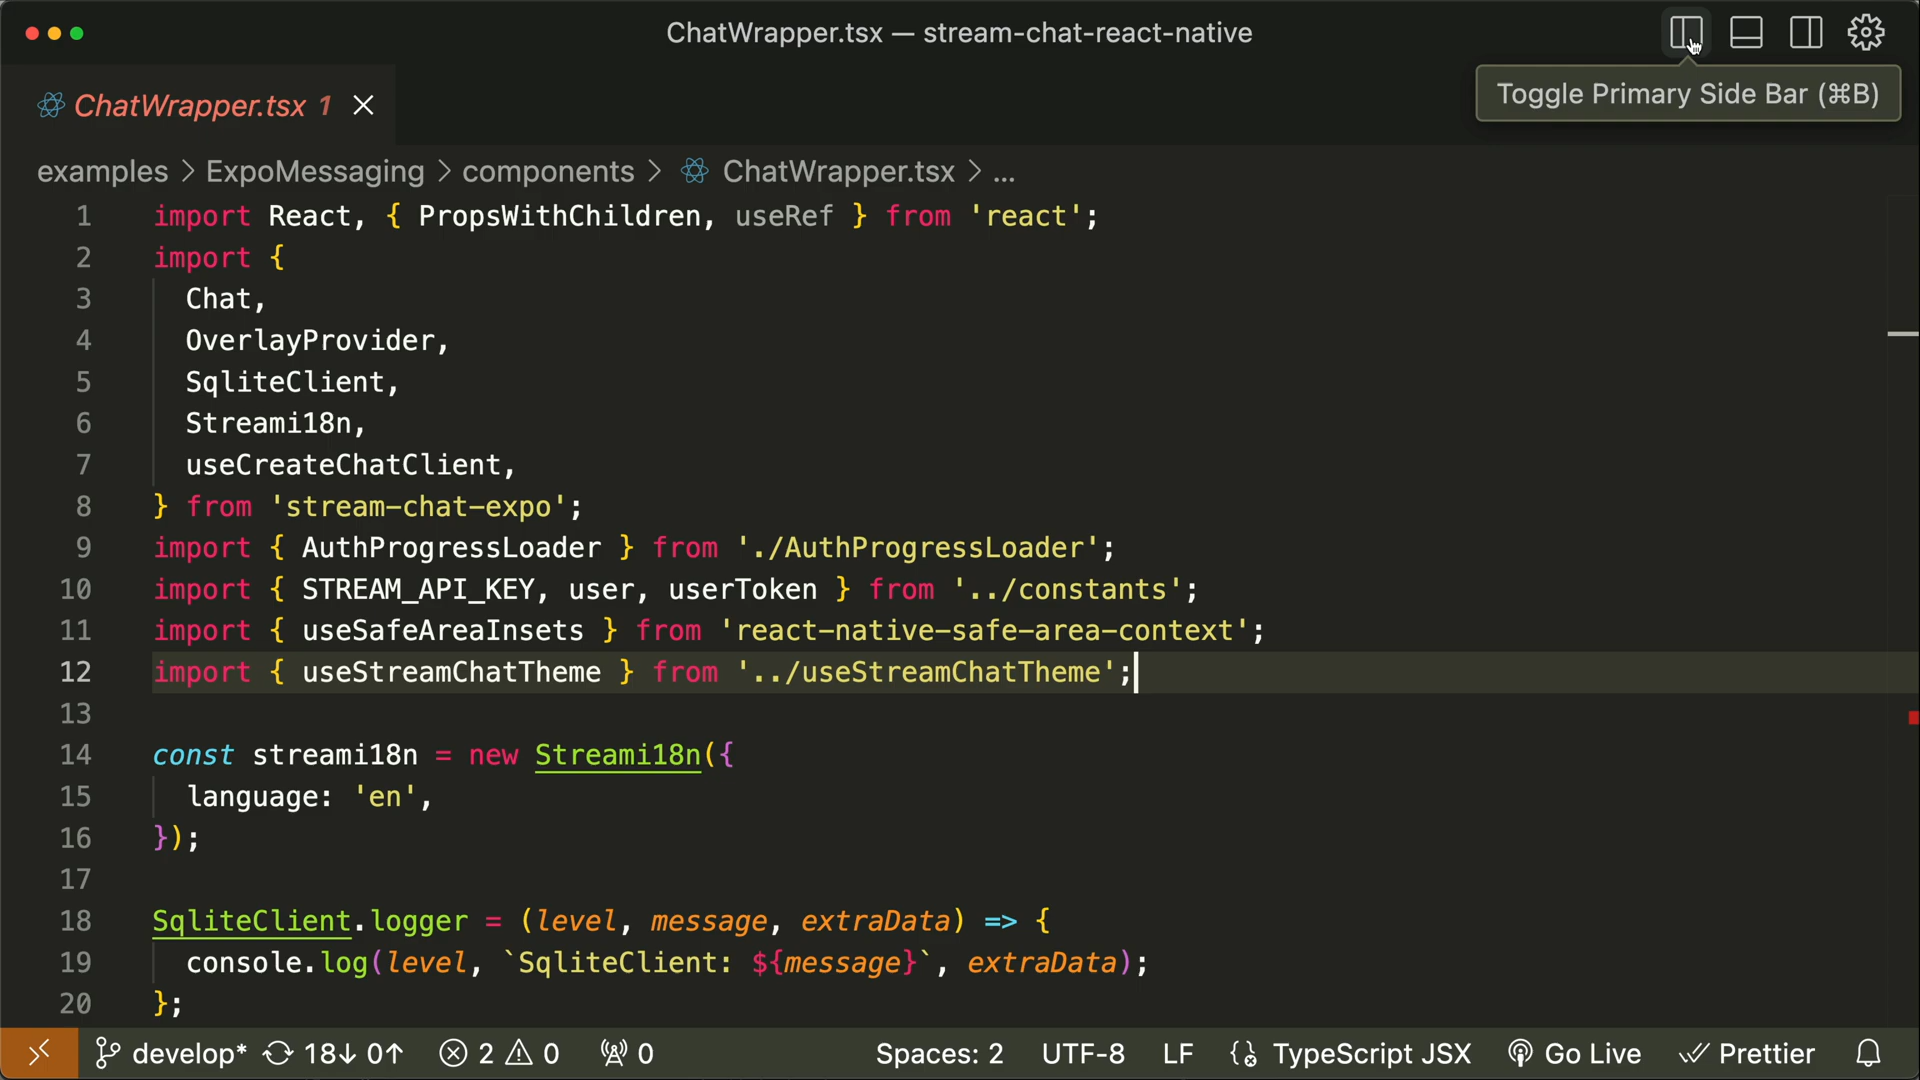 ChatWrapper.tsx — stream-chat-react-native
Toggle Primary Side Bar (⌘B)
ChatWrapper.tsx 1
examples > ExpoMessaging > components > ChatWrapper.tsx > ...
1 import React, { PropsWithChildren, useRef } from 'react';
2 import {
3 Chat,
4 OverlayProvider,
5 SqliteClient,
6 Streami18n,
7 useCreateChatClient,
8 } from 'stream-chat-expo';
9 import { AuthProgressLoader } from './AuthProgressLoader';
10 import { STREAM_API_KEY, user, userToken } from '../constants';
11 import { useSafeAreaInsets } from 'react-native-safe-area-context';
12 import { useStreamChatTheme } from '../useStreamChatTheme';
13
14 const streami18n = new Streami18n({
15 language: 'en',
16 });
17
18 SqliteClient.logger = (level, message, extraData) => {
19 console.log(level, `SqliteClient: ${message}`, extraData);
20 };
develop* 18↓ 0↑ 2 0 0 Spaces: 2 UTF-8 LF TypeScript JSX Go Live Prettier